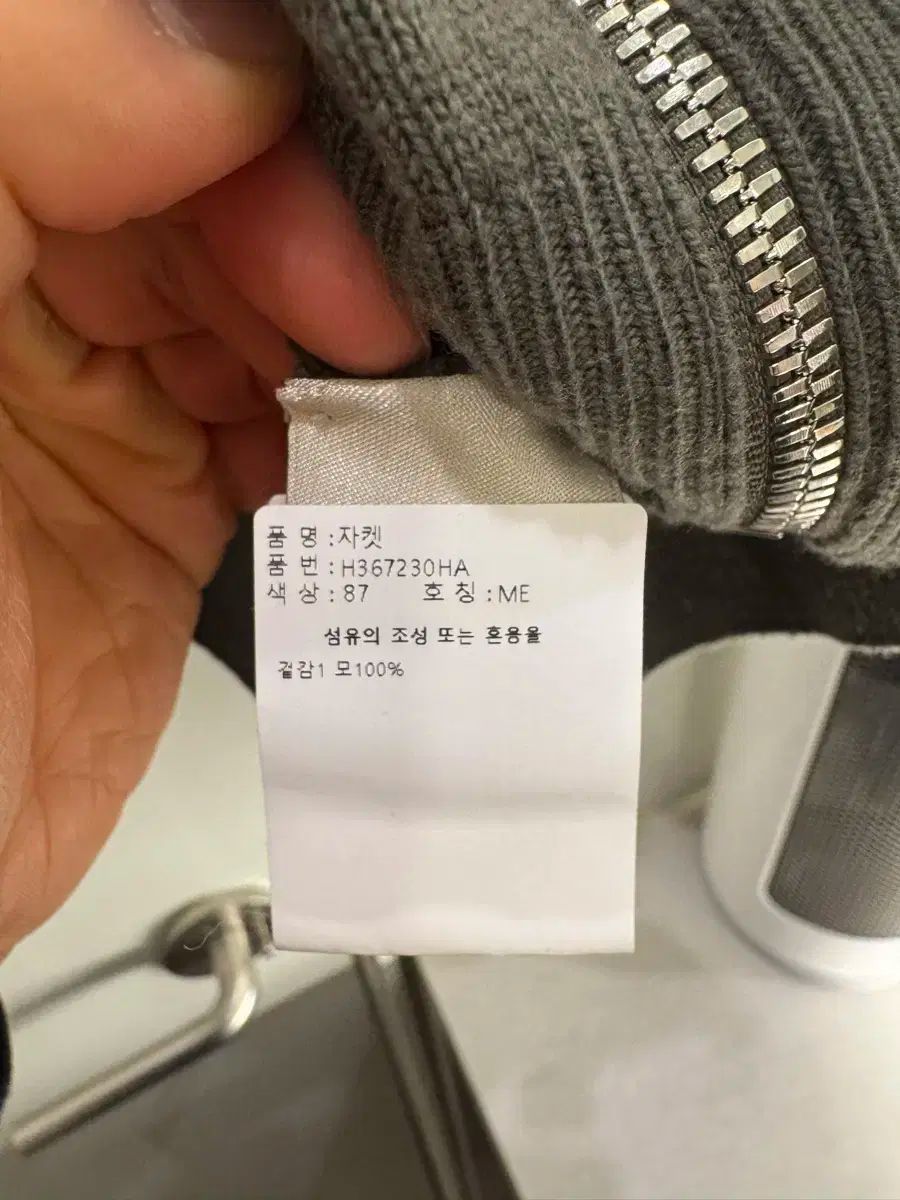 품 명 :자켓
품 번 : H367230HA
색 상 : 87 호 칭 : ME
섬유의 조성 또는 혼용율
겉감1 모100%